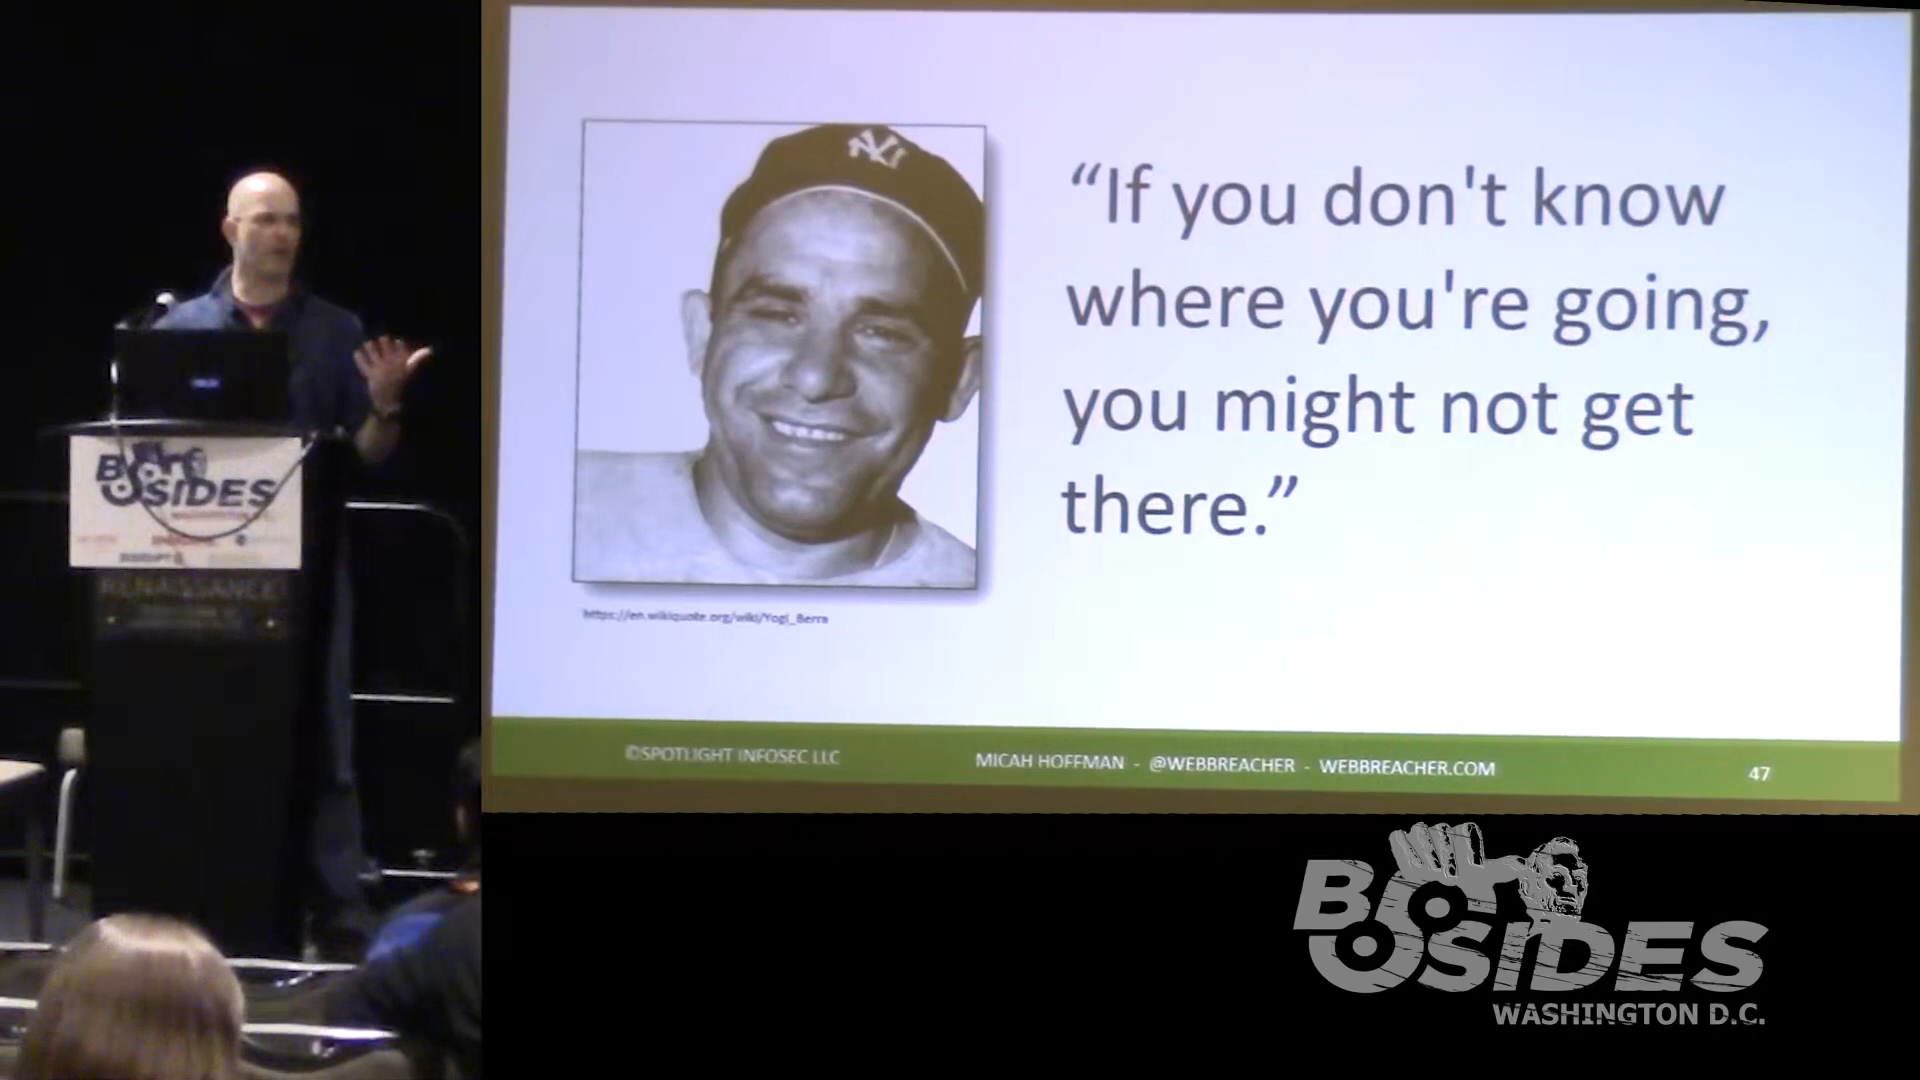 “If you don't know
where you're going,
you might not get
there.”
https://en.wikiquote.org/wiki/Yogi_Berra
©SPOTLIGHT INFOSEC LLC
MICAH HOFFMAN - @WEBBREACHER - WEBBREACHER.COM
47
NY
BSIDES
RENAISSANCE
BSIDES
WASHINGTON D.C.